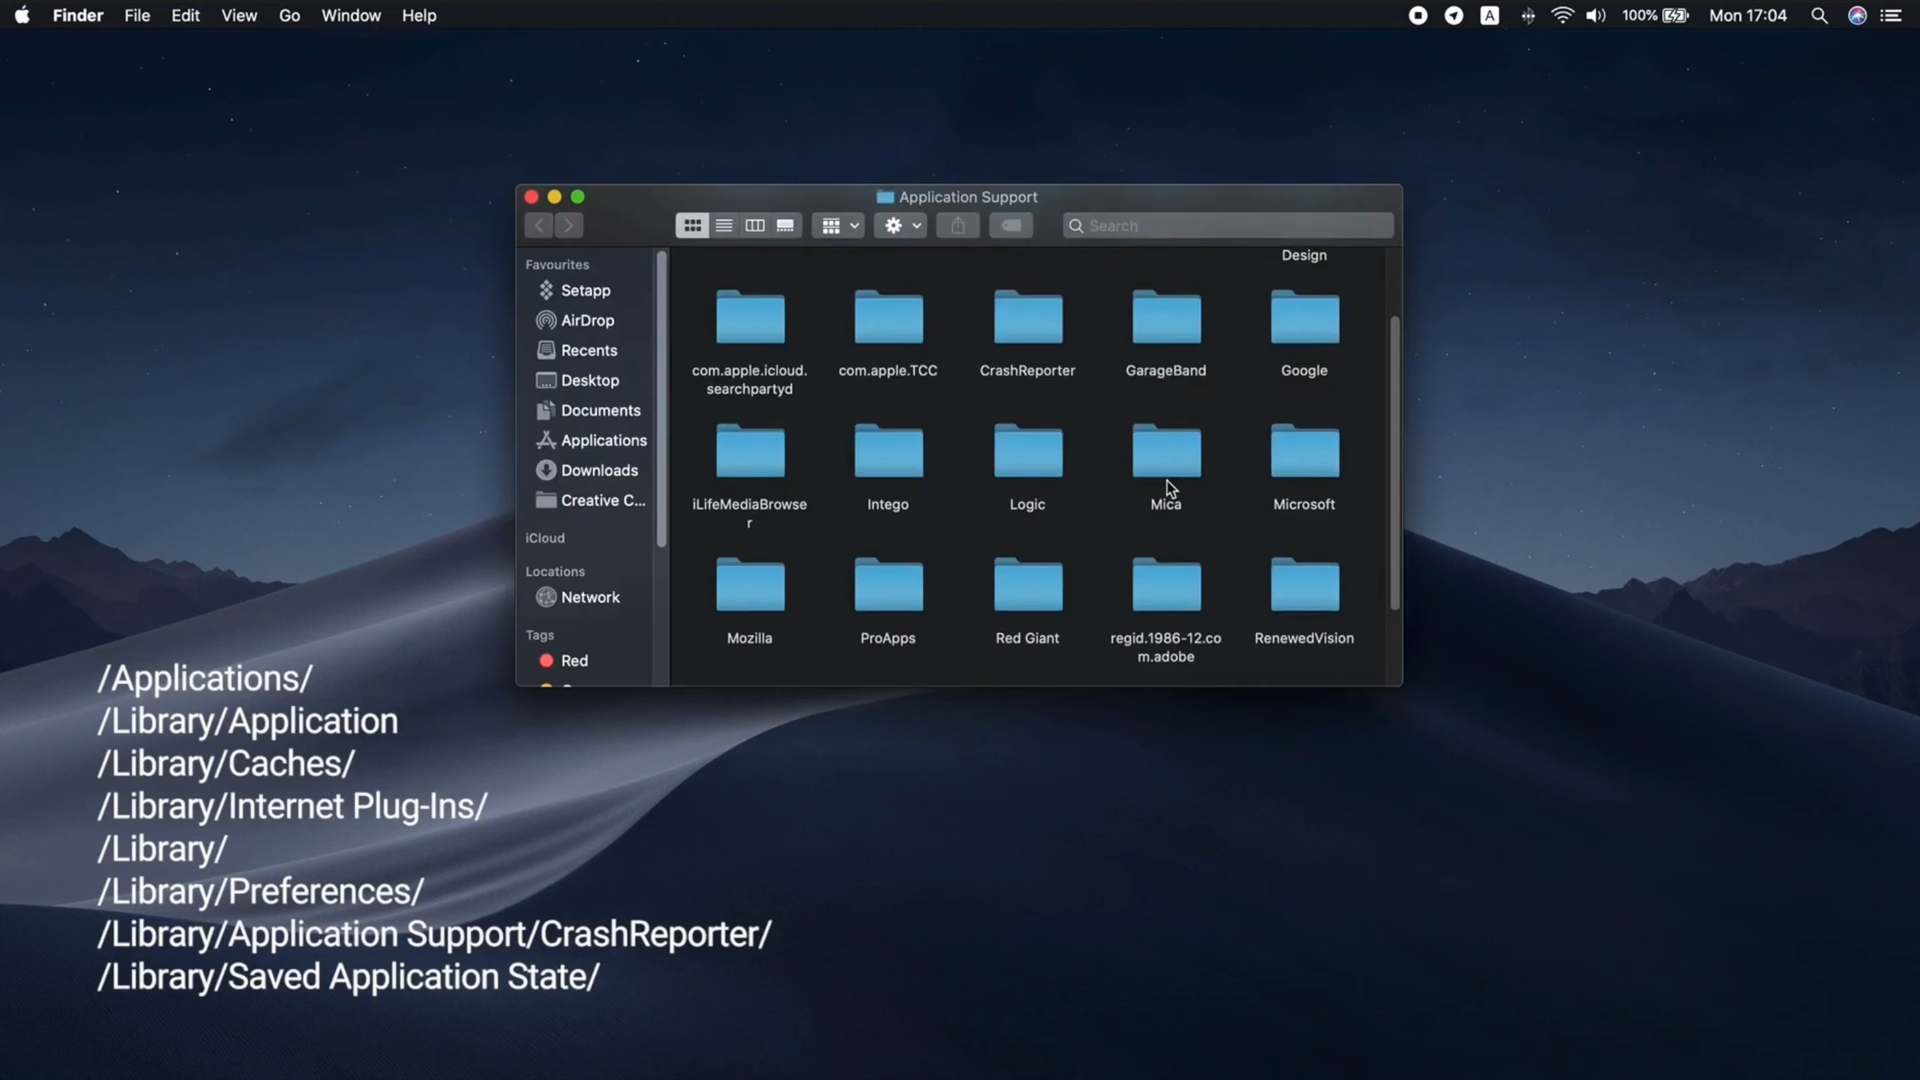 Finder File Edit View Go Window Help
A 100% Mon 17:04
Application Support
Search
Favourites
Setapp
AirDrop
Recents
Desktop
Documents
Applications
Downloads
Creative C...
iCloud
Locations
Network
Tags
Red
Design
com.apple.icloud.
searchpartyd
com.apple.TCC
CrashReporter
GarageBand
Google
iLifeMediaBrowse
r
Intego
Logic
Mica
Microsoft
Mozilla
ProApps
Red Giant
regid.1986-12.co
m.adobe
RenewedVision
/Applications/
/Library/Application
/Library/Caches/
/Library/Internet Plug-Ins/
/Library/
/Library/Preferences/
/Library/Application Support/CrashReporter/
/Library/Saved Application State/